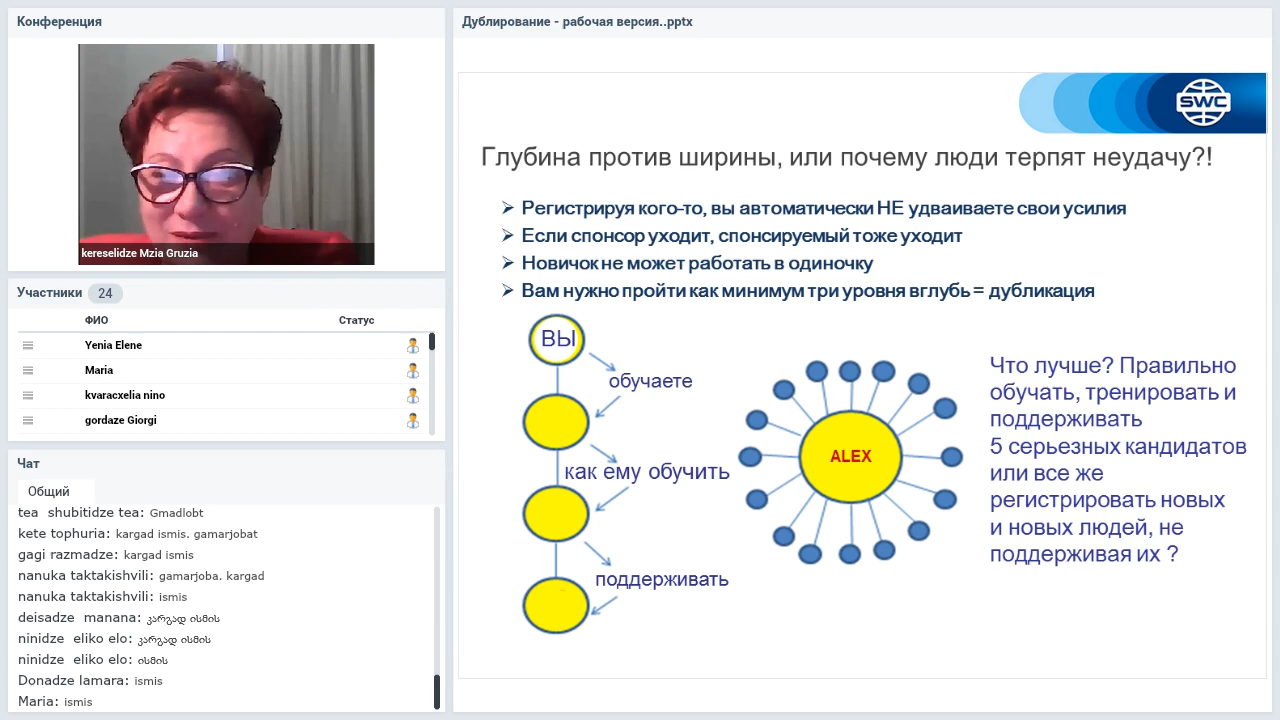 Конференция
kereselidze Mzia Gruzia
Участники 24
ФИО Статус
Yenia Elene
Maria
kvaracxelia nino
gordaze Giorgi
Чат
Общий
tea shubitidze tea: Gmadlobt
kete tophuria: kargad ismis. gamarjobat
gagi razmadze: kargad ismis
nanuka taktakishvili: gamarjoba. kargad
nanuka taktakishvili: ismis
deisadze manana: კარგად ისმის
ninidze eliko elo: კარგად ისმის
ninidze eliko elo: ისმის
Donadze lamara: ismis
Maria: ismis
Дублирование - рабочая версия..pptx
SWC
Глубина против ширины, или почему люди терпят неудачу?!
Регистрируя кого-то, вы автоматически НЕ удваиваете свои усилия
Если спонсор уходит, спонсируемый тоже уходит
Новичок не может работать в одиночку
Вам нужно пройти как минимум три уровня вглубь = дубликация
ВЫ
обучаете
как ему обучить
поддерживать
ALEX
Что лучше? Правильно
обучать, тренировать и
поддерживать
5 серьезных кандидатов
или все же
регистрировать новых
и новых людей, не
поддерживая их ?